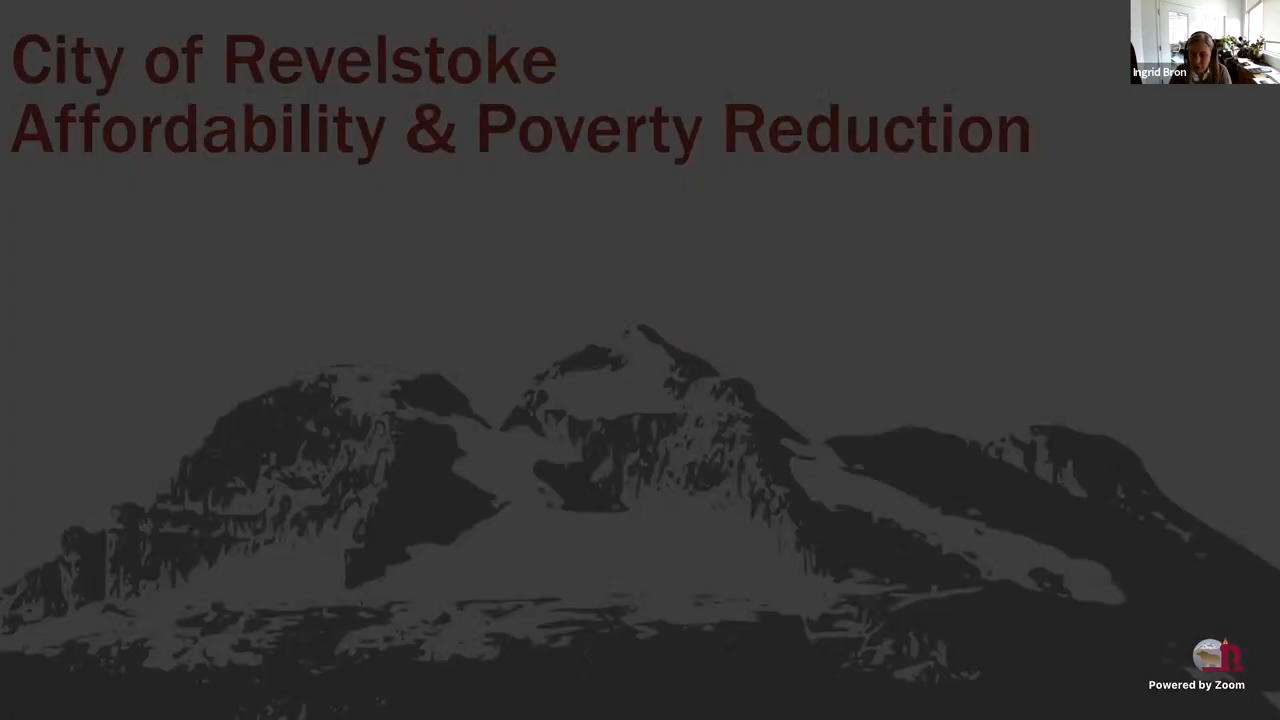 City of Revelstoke
Affordability & Poverty Reduction
Ingrid Bron
R
Powered by Zoom